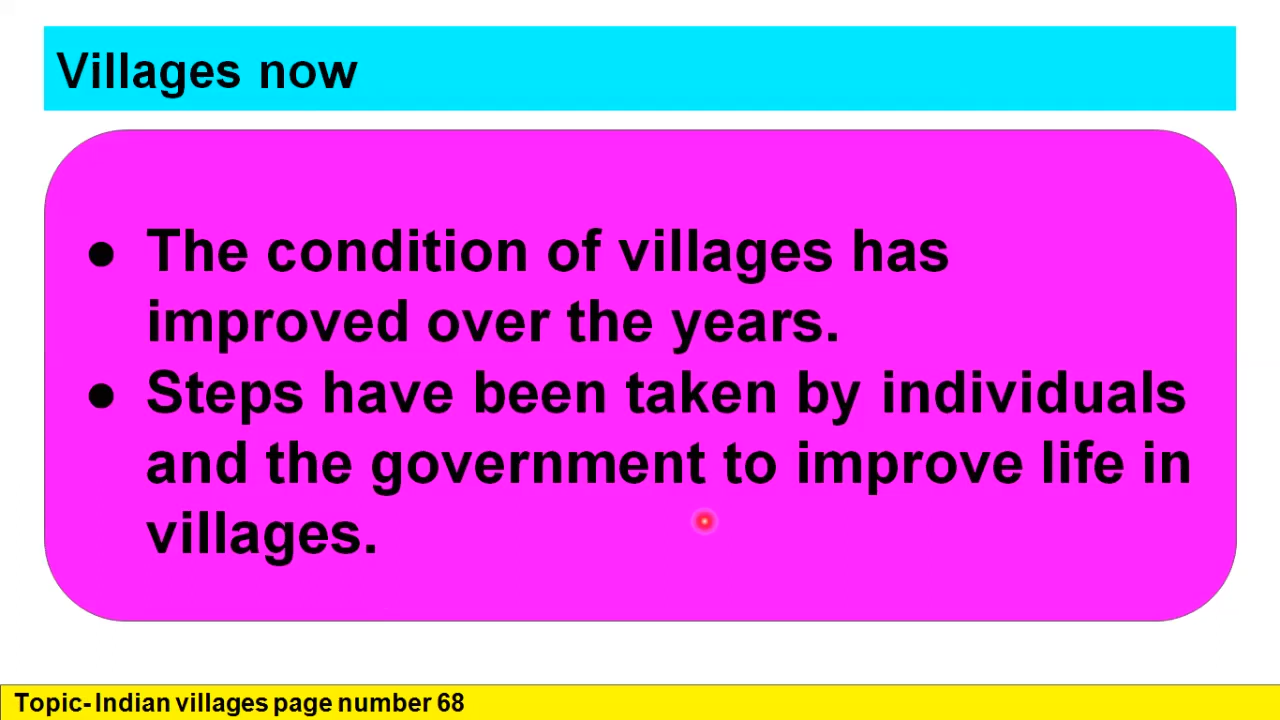 Villages now
● The condition of villages has
improved over the years.
● Steps have been taken by individuals
and the government to improve life in
villages.
Topic- Indian villages page number 68